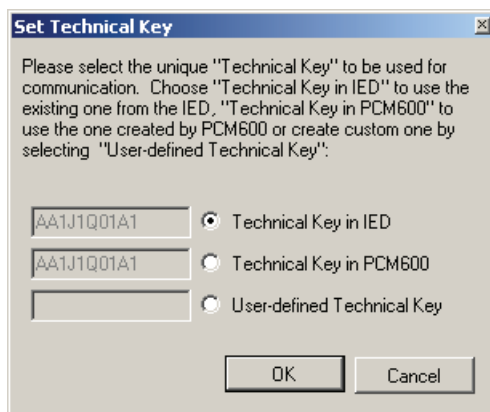 Set Technical Key
Please select the unique "Technical Key" to be used for
communication. Choose "Technical Key in IED" to use the
existing one from the IED, "Technical Key in PCM600" to
use the one created by PCM600 or create custom one by
selecting "User-defined Technical Key":
AA1J1Q01A1 Technical Key in IED
AA1J1Q01A1 Technical Key in PCM600
User-defined Technical Key
OK Cancel